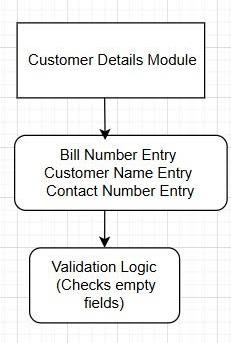 Customer Details Module
Bill Number Entry
Customer Name Entry
Contact Number Entry
Validation Logic
(Checks empty
fields)